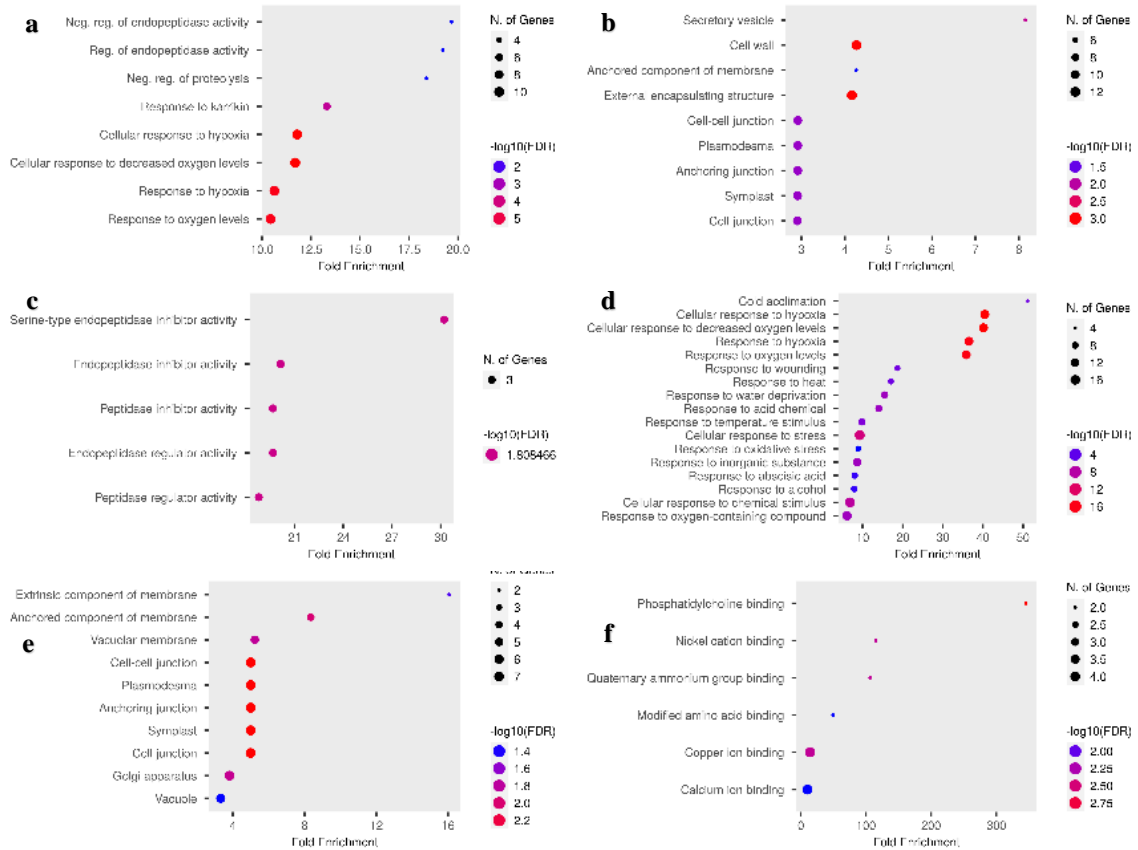 a
Neg. reg. of endopeptidase activity
Reg. of endopeptidase activity
Neg. reg. of proteolysis
Response to karrikin
Cellular response to hypoxia
Cellular response to decreased oxygen levels
Response to hypoxia
Response to oxygen levels
10.0 12.5 15.0 17.5 20.0
Fold Enrichment
N. of Genes
4
6
8
10
-log10(FDR)
2
3
4
5
b
Secretory vesicle
Cell wall
Anchored component of membrane
External encapsulating structure
Cell-cell junction
Plasmodesma
Anchoring junction
Symplast
Cell junction
3 4 5 6 7 8
Fold Enrichment
N. of Genes
6
8
10
12
-log10(FDR)
1.5
2.0
2.5
3.0
c
Serine-type endopeptidase inhibitor activity
Endopeptidase inhibitor activity
Peptidase inhibitor activity
Endopeptidase regulator activity
Peptidase regulator activity
21 24 27 30
Fold Enrichment
N. of Genes
3
-log10(FDR)
1.808466
d
Cold acclimation
Cellular response to hypoxia
Cellular response to decreased oxygen levels
Response to hypoxia
Response to oxygen levels
Response to wounding
Response to heat
Response to water deprivation
Response to acid chemical
Response to temperature stimulus
Cellular response to stress
Response to oxidative stress
Response to inorganic substance
Response to abscisic acid
Response to alcohol
Cellular response to chemical stimulus
Response to oxygen-containing compound
10 20 30 40 50
Fold Enrichment
N. of Genes
4
8
12
16
-log10(FDR)
4
8
12
16
e
Extrinsic component of membrane
Anchored component of membrane
Vacuolar membrane
Cell-cell junction
Plasmodesma
Anchoring junction
Symplast
Cell junction
Golgi apparatus
Vacuole
4 8 12 16
Fold Enrichment
N. of Genes
2
3
4
5
6
7
-log10(FDR)
1.4
1.6
1.8
2.0
2.2
f
Phosphatidylcholine binding
Nickel cation binding
Quaternary ammonium group binding
Modified amino acid binding
Copper ion binding
Calcium ion binding
0 100 200 300
Fold Enrichment
N. of Genes
2.0
2.5
3.0
3.5
4.0
-log10(FDR)
2.00
2.25
2.50
2.75